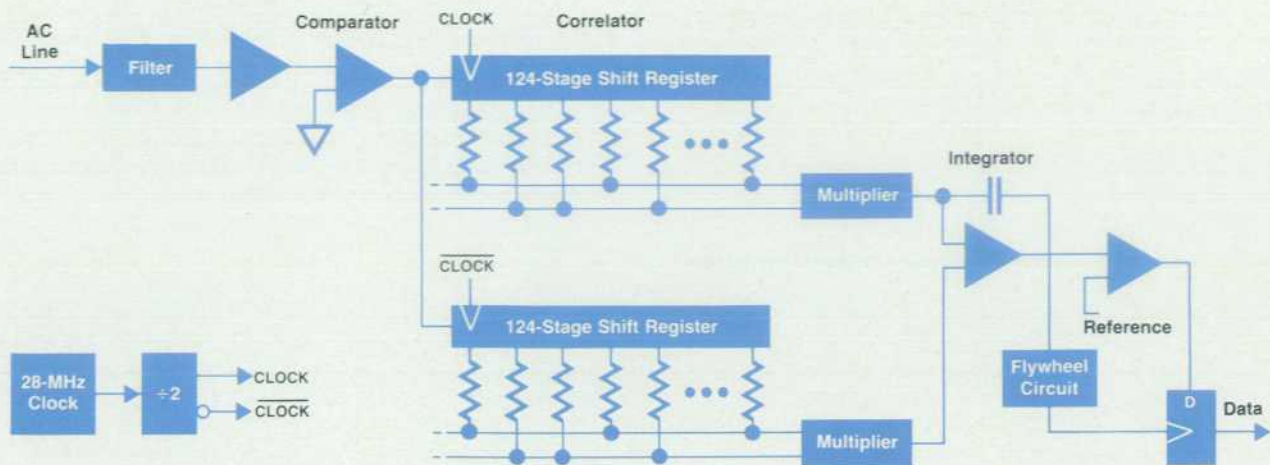 AC
Line
Filter
Comparator
CLOCK
Correlator
124-Stage Shift Register
Multiplier
Integrator
CLOCK
124-Stage Shift Register
Multiplier
Reference
Flywheel
Circuit
D
Data
28-MHz
Clock
÷2
CLOCK
CLOCK